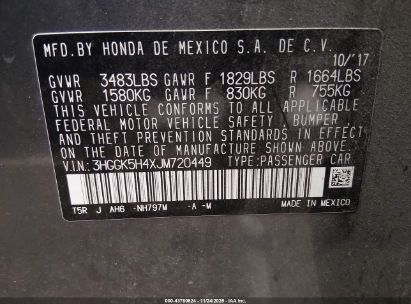 MFD.BY HONDA DE MEXICO S.A. DE C.V.
10/'17
GVWR 3483LBS GAWR F 1829LBS R 1664LBS
GVWR 1580KG GAWR F 830KG R 755KG
THIS VEHICLE CONFORMS TO ALL APPLICABLE
FEDERAL MOTOR VEHICLE SAFETY, BUMPER
AND THEFT PREVENTION STANDARDS IN EFFECT
ON THE DATE OF MANUFACTURE SHOWN ABOVE.
V.I.N.: 3HGGK5H4XJM720449 TYPE:PASSENGER CAR
T5R J AH6 -NH797M -A -M MADE IN MEXICO